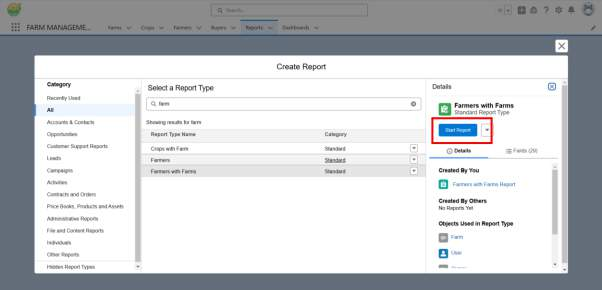 Search...
FARM MANAGEME...
Farms
Crops
Farmers
Buyers
Reports
Dashboards
Create Report
Category
Recently Used
All
Accounts & Contacts
Opportunities
Customer Support Reports
Leads
Campaigns
Activities
Contracts and Orders
Price Books, Products and Assets
Administrative Reports
File and Content Reports
Individuals
Other Reports
Hidden Report Types
Select a Report Type
farm
Showing results for farm
Report Type Name Category
Crops with Farm Standard
Farmers Standard
Farmers with Farms Standard
Details
Farmers with Farms
Standard Report Type
Start Report
Details Fields (29)
Created By You
Farmers with Farms Report
Created By Others
No Reports Yet
Objects Used in Report Type
Farm
User